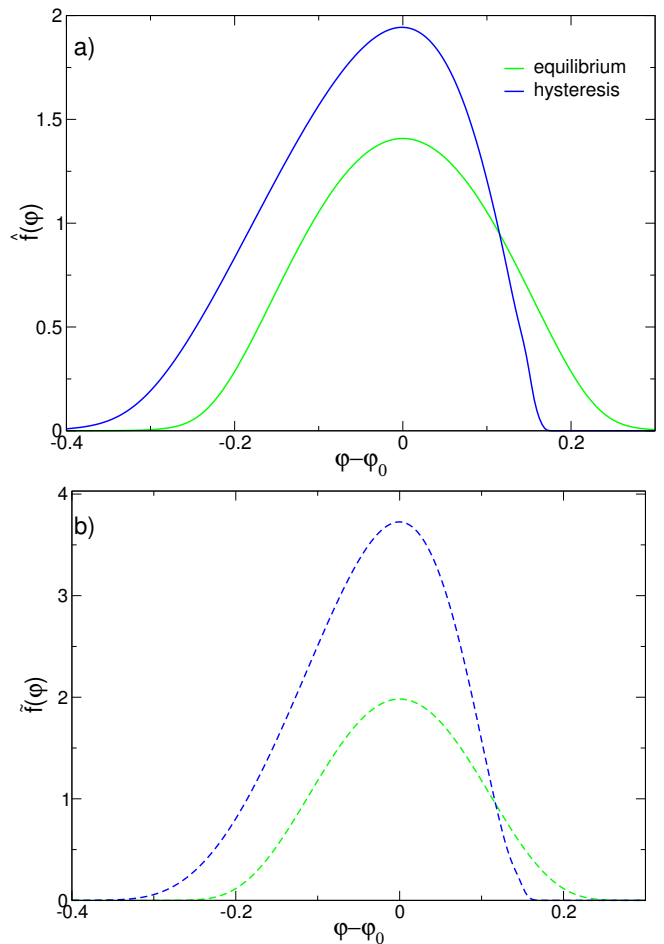 a)
2
1.5
1
0.5
0
f̂(φ)
equilibrium
hysteresis
-0.4
-0.2
0
0.2
φ−φ₀
b)
4
3
2
1
0
f̃(φ)
-0.4
-0.2
0
0.2
φ−φ₀